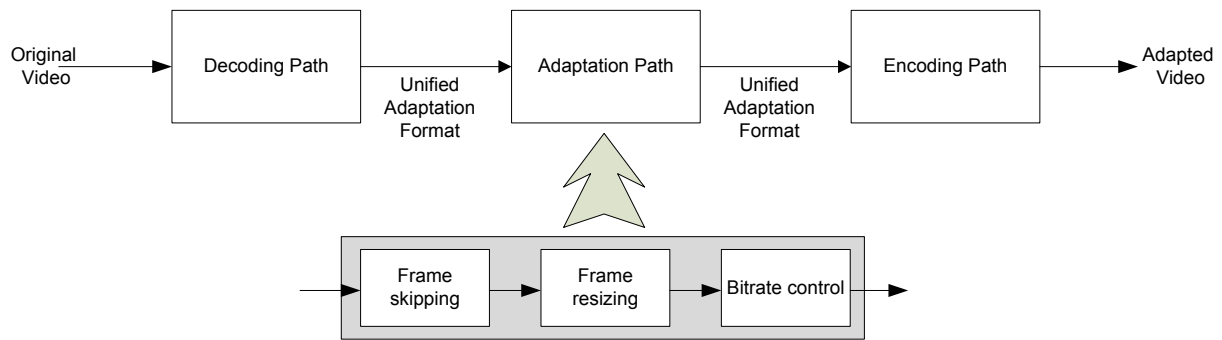 Original
Video
Decoding Path
Unified
Adaptation
Format
Adaptation Path
Unified
Adaptation
Format
Encoding Path
Adapted
Video
Frame
skipping
Frame
resizing
Bitrate control